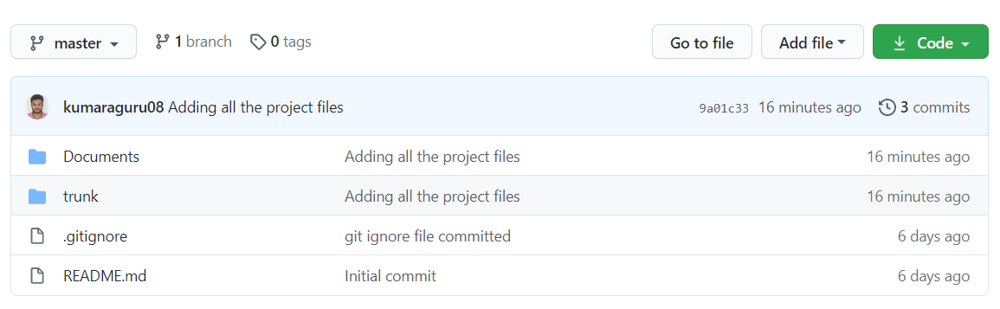 master 1 branch 0 tags Go to file Add file Code
kumaraguru08 Adding all the project files 9a01c33 16 minutes ago 3 commits
Documents Adding all the project files 16 minutes ago
trunk Adding all the project files 16 minutes ago
.gitignore git ignore file committed 6 days ago
README.md Initial commit 6 days ago